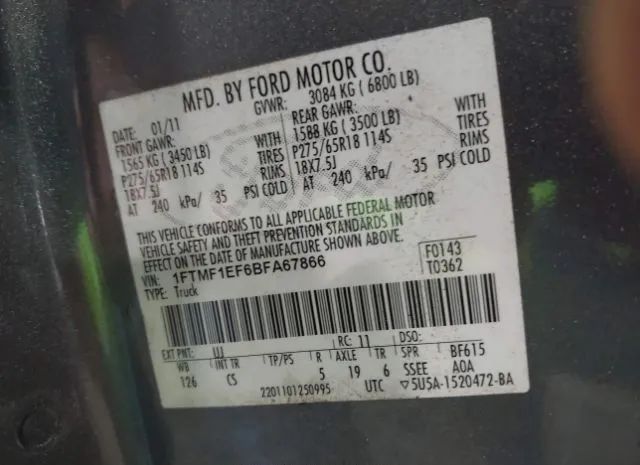 MFD. BY FORD MOTOR CO.
DATE: 01/11 GVWR: 3084 KG ( 6800 LB)
FRONT GAWR: REAR GAWR:
1565 KG ( 3450 LB) WITH 1588 KG ( 3500 LB) WITH
P275/65R18 114S TIRES P275/65R18 114S TIRES
18X7.5J RIMS 18X7.5J RIMS
AT 240 kPa/ 35 PSI COLD AT 240 kPa/ 35 PSI COLD
THIS VEHICLE CONFORMS TO ALL APPLICABLE FEDERAL MOTOR
VEHICLE SAFETY AND THEFT PREVENTION STANDARDS IN
EFFECT ON THE DATE OF MANUFACTURE SHOWN ABOVE.
VIN: 1FTMF1EF6BFA67866 F0143
TYPE: Truck T0362
EXT PNT: UJ RC: 11 DSO:
WB INT TR TP/PS R AXLE TR SPR BF615
126 CS 5 19 6 SSEE AOA
2201101250995 UTC ▽5U5A-1520472-BA